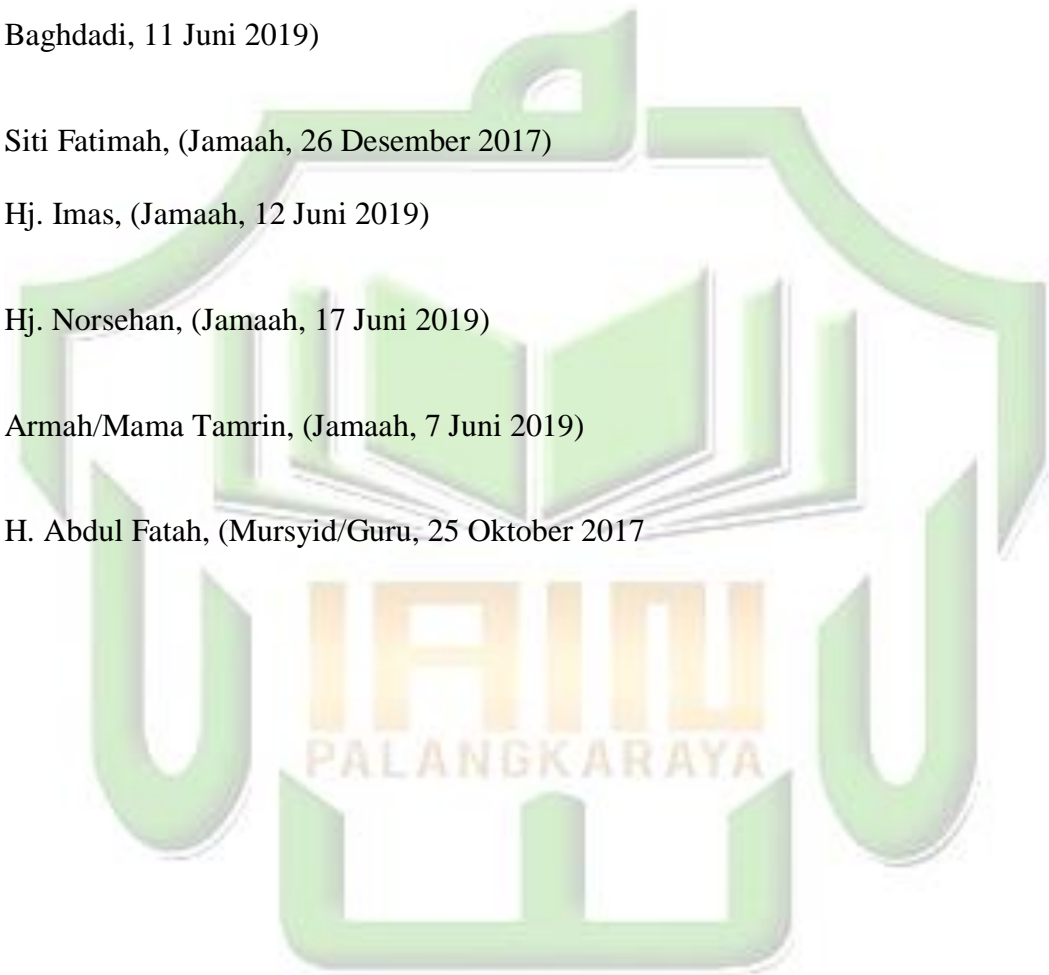 Baghdadi, 11 Juni 2019)
Siti Fatimah, (Jamaah, 26 Desember 2017)
Hj. Imas, (Jamaah, 12 Juni 2019)
Hj. Norsehan, (Jamaah, 17 Juni 2019)
Armah/Mama Tamrin, (Jamaah, 7 Juni 2019)
H. Abdul Fatah, (Mursyid/Guru, 25 Oktober 2017
IAIN
PALANGKARAYA